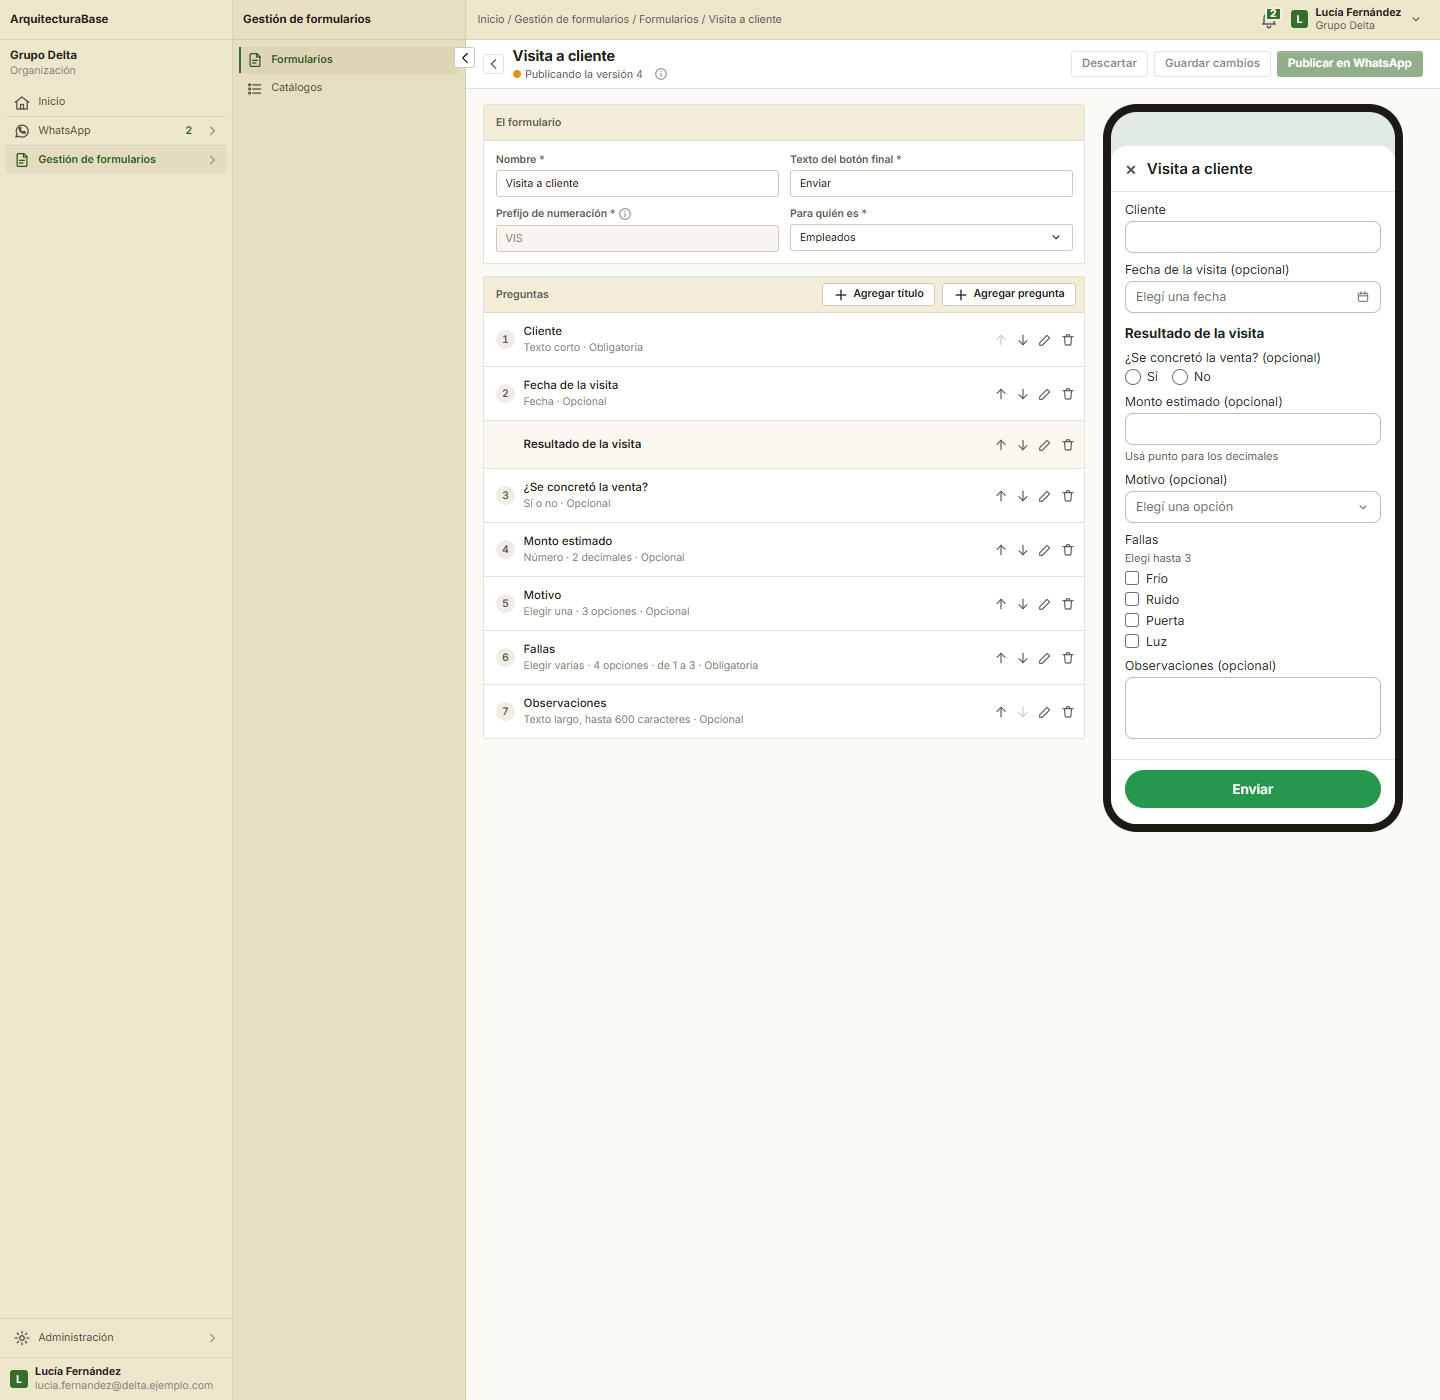 ArquitecturaBase
Grupo Delta
Organización
Inicio
WhatsApp 2
Gestión de formularios
Administración
L Lucía Fernández
lucia.fernandez@delta.ejemplo.com
Gestión de formularios
Formularios
Catálogos
Inicio / Gestión de formularios / Formularios / Visita a cliente
2
L Lucía Fernández
Grupo Delta
Visita a cliente
Publicando la versión 4
Descartar
Guardar cambios
Publicar en WhatsApp
El formulario
Nombre *
Visita a cliente
Texto del botón final *
Enviar
Prefijo de numeración *
VIS
Para quién es *
Empleados
Preguntas
Agregar título
Agregar pregunta
1 Cliente
Texto corto · Obligatoria
2 Fecha de la visita
Fecha · Opcional
Resultado de la visita
3 ¿Se concretó la venta?
Sí o no · Opcional
4 Monto estimado
Número · 2 decimales · Opcional
5 Motivo
Elegir una · 3 opciones · Opcional
6 Fallas
Elegir varias · 4 opciones · de 1 a 3 · Obligatoria
7 Observaciones
Texto largo, hasta 600 caracteres · Opcional
Visita a cliente
Cliente
Fecha de la visita (opcional)
Elegí una fecha
Resultado de la visita
¿Se concretó la venta? (opcional)
Sí No
Monto estimado (opcional)
Usá punto para los decimales
Motivo (opcional)
Elegí una opción
Fallas
Elegí hasta 3
Frío
Ruido
Puerta
Luz
Observaciones (opcional)
Enviar